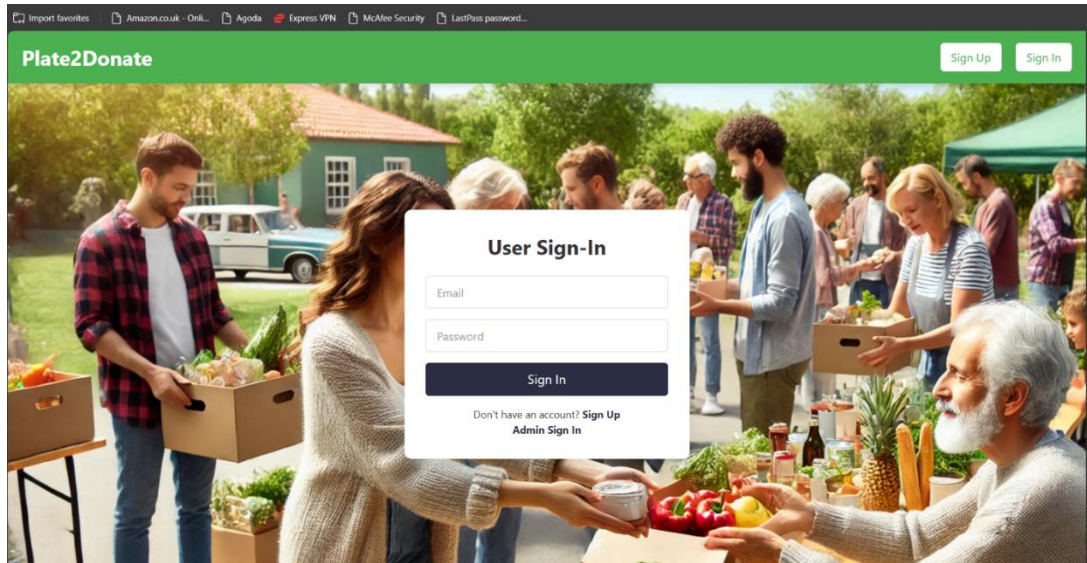 Import favorites
Amazon.co.uk - Onli...
Agoda
Express VPN
McAfee Security
LastPass password...
Plate2Donate
Sign Up
Sign In
User Sign-In
Email
Password
Sign In
Don't have an account? Sign Up
Admin Sign In